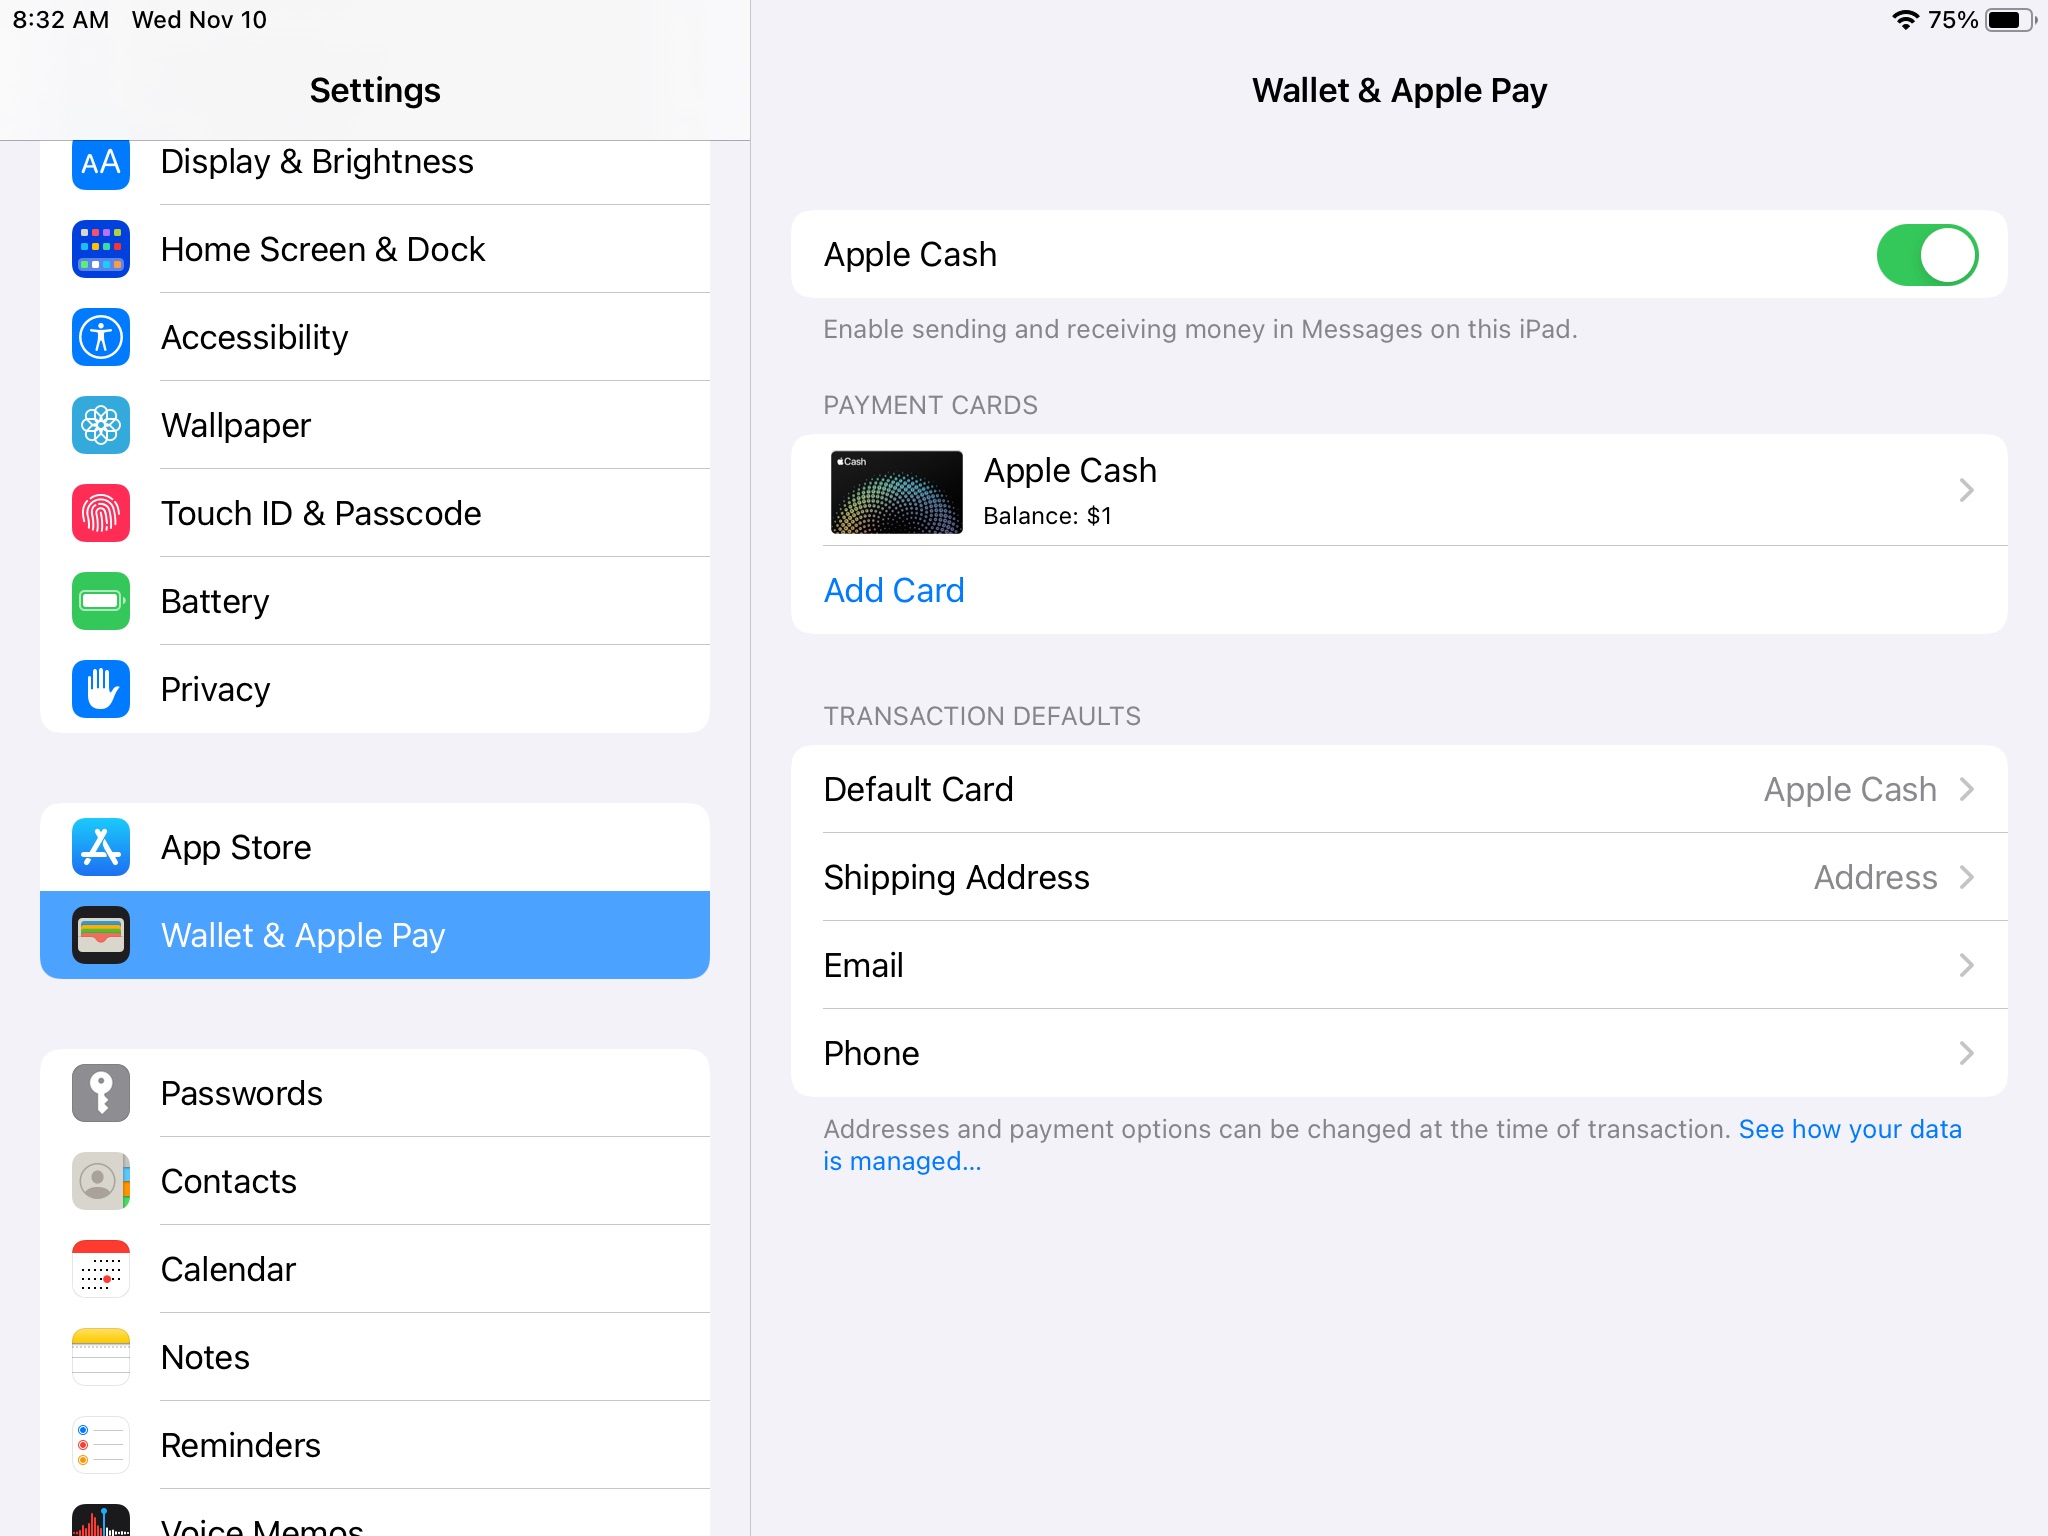 8:32 AM Wed Nov 10
75%
Settings
Display & Brightness
Home Screen & Dock
Accessibility
Wallpaper
Touch ID & Passcode
Battery
Privacy
App Store
Wallet & Apple Pay
Passwords
Contacts
Calendar
Notes
Reminders
Voice Memos
Wallet & Apple Pay
Apple Cash
Enable sending and receiving money in Messages on this iPad.
PAYMENT CARDS
Cash
Apple Cash
Balance: $1
Add Card
TRANSACTION DEFAULTS
Default Card Apple Cash
Shipping Address Address
Email
Phone
Addresses and payment options can be changed at the time of transaction. See how your data
is managed...